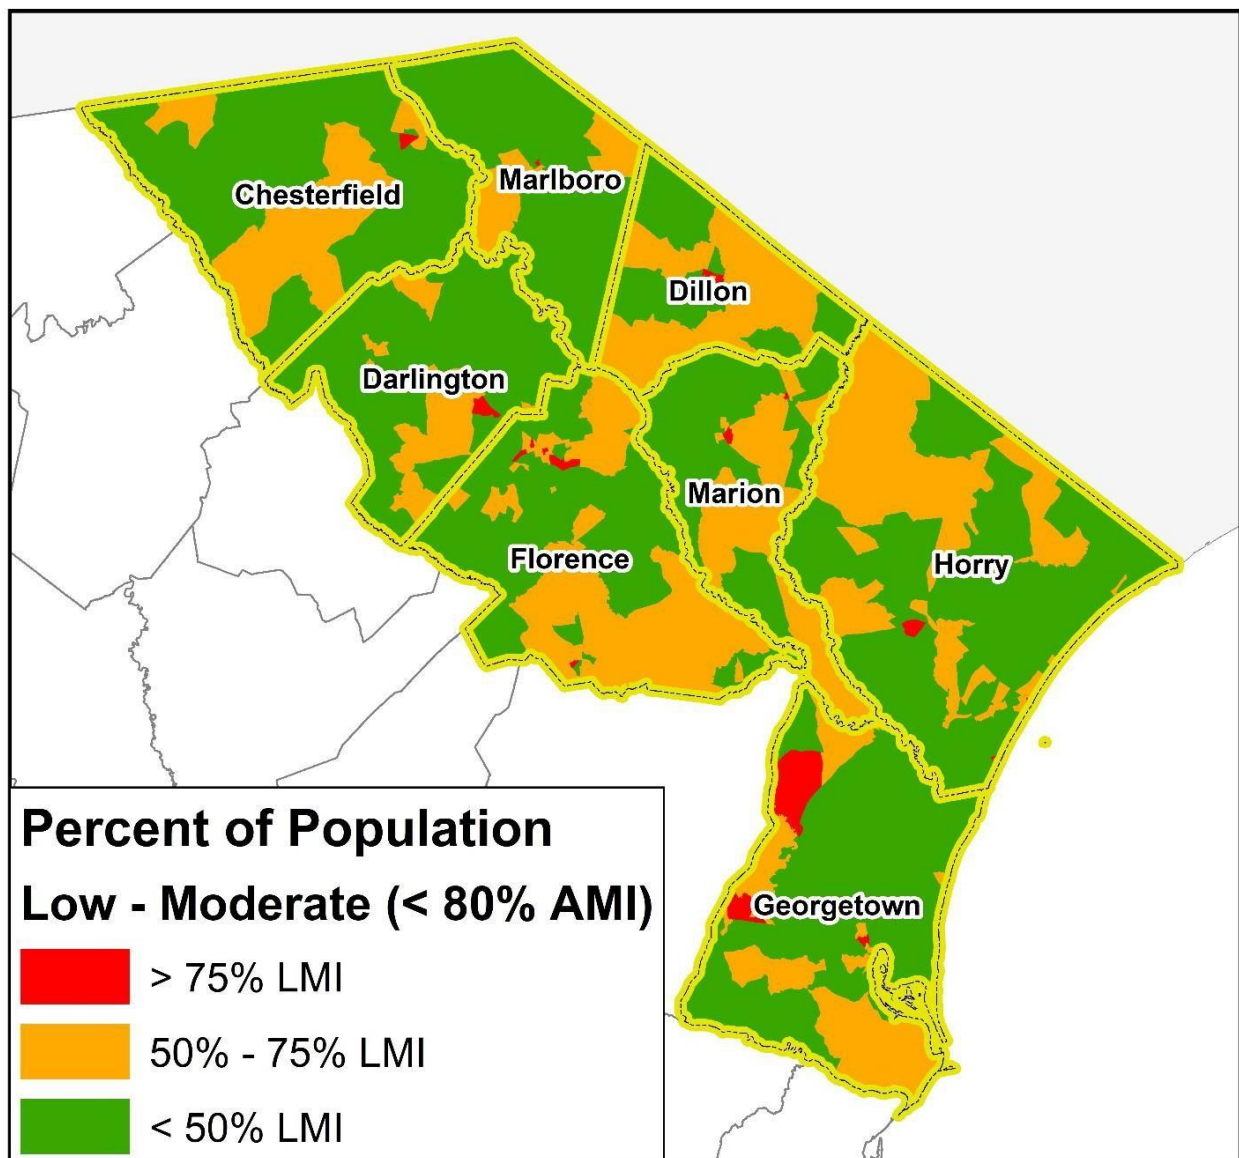 Chesterfield
Marlboro
Dillon
Darlington
Marion
Florence
Horry
Georgetown
Percent of Population
Low - Moderate (< 80% AMI)
> 75% LMI
50% - 75% LMI
< 50% LMI